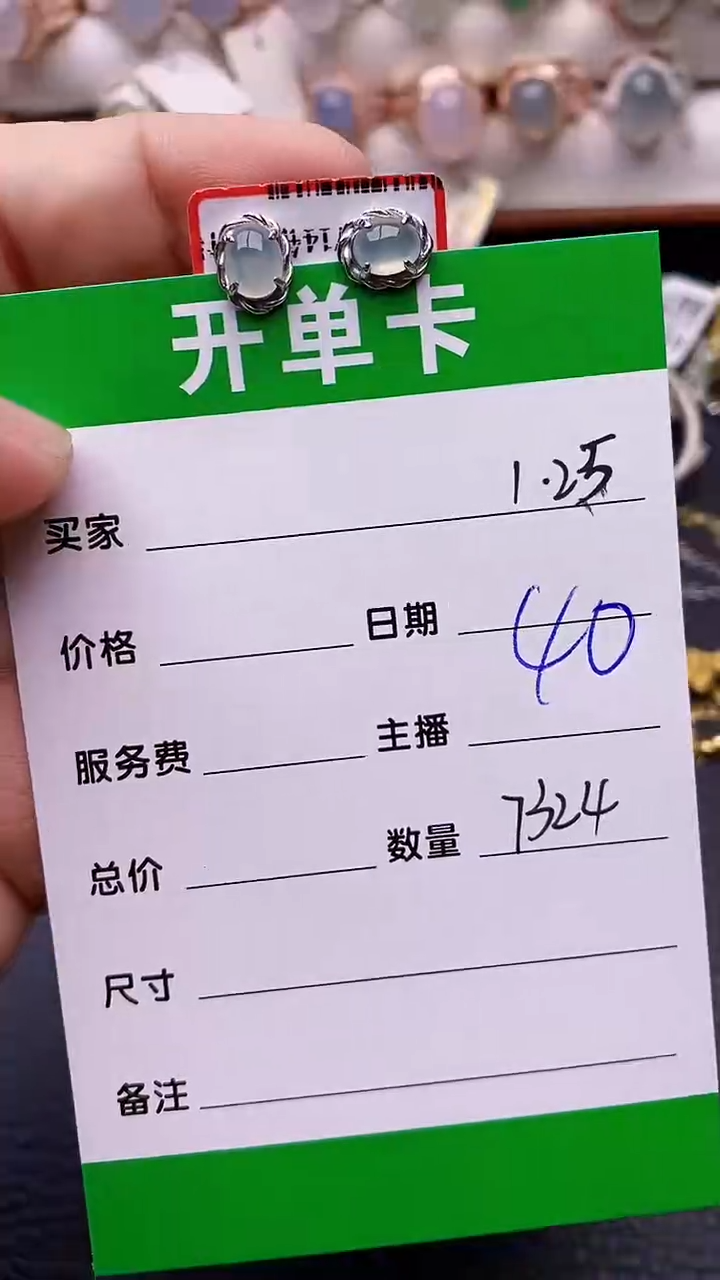 开单卡
1.25
买家
价格 日期 40
服务费 主播
总价 数量 7324
尺寸
备注